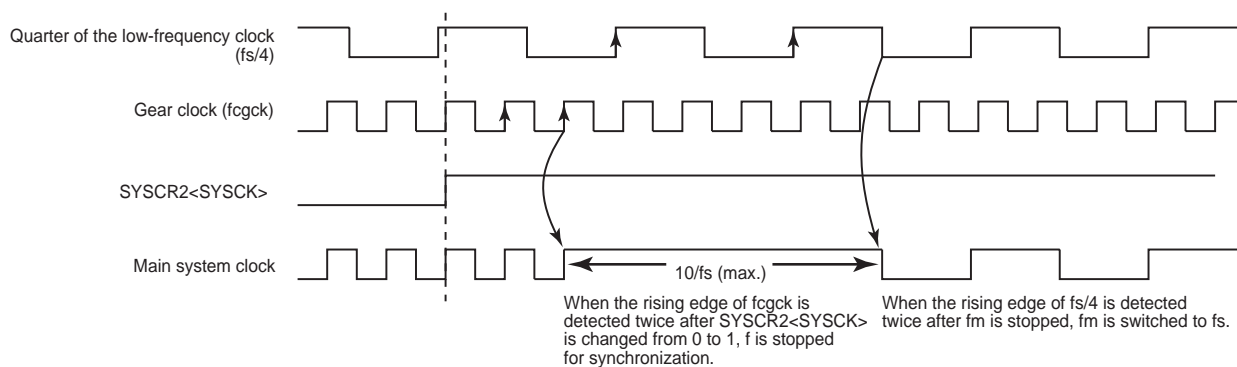 Quarter of the low-frequency clock
(fs/4)
Gear clock (fcgck)
SYSCR2<SYSCK>
Main system clock
10/fs (max.)
When the rising edge of fcgck is
detected twice after SYSCR2<SYSCK>
is changed from 0 to 1, f is stopped
for synchronization.
When the rising edge of fs/4 is detected
twice after fm is stopped, fm is switched to fs.